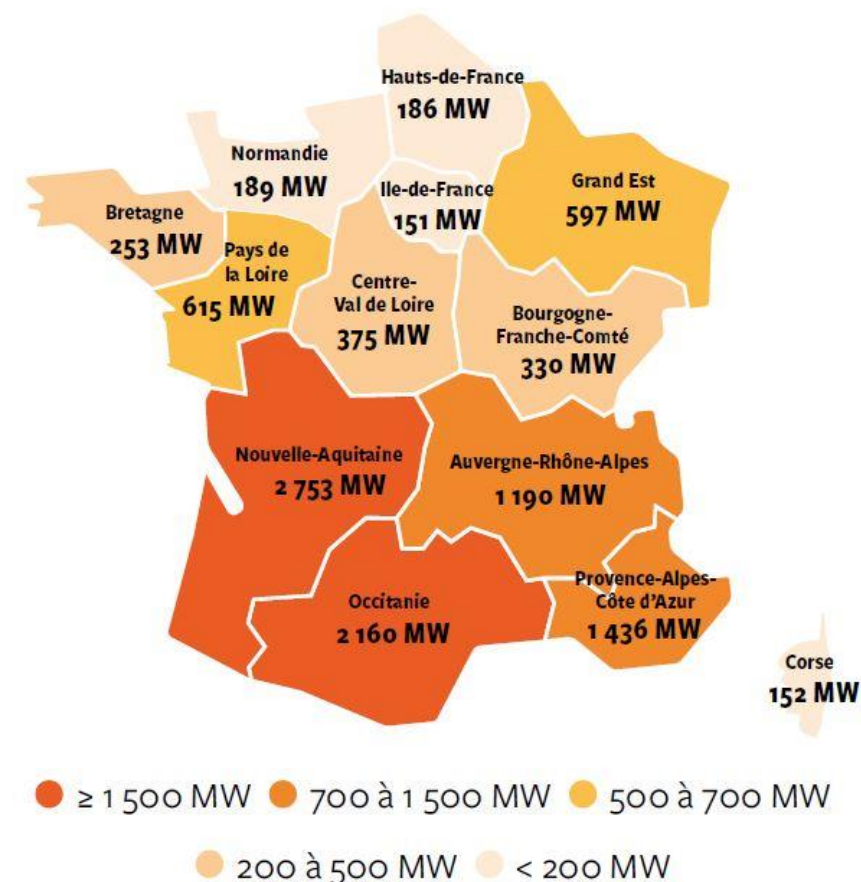 Hauts-de-France
186 MW
Normandie
189 MW
Ile-de-France
151 MW
Grand Est
597 MW
Bretagne
253 MW
Pays de
la Loire
615 MW
Centre-
Val de Loire
375 MW
Bourgogne-
Franche-Comté
330 MW
Nouvelle-Aquitaine
2 753 MW
Auvergne-Rhône-Alpes
1 190 MW
Occitanie
2 160 MW
Provence-Alpes-
Côte d'Azur
1 436 MW
Corse
152 MW
≥ 1 500 MW 700 à 1 500 MW 500 à 700 MW
200 à 500 MW < 200 MW